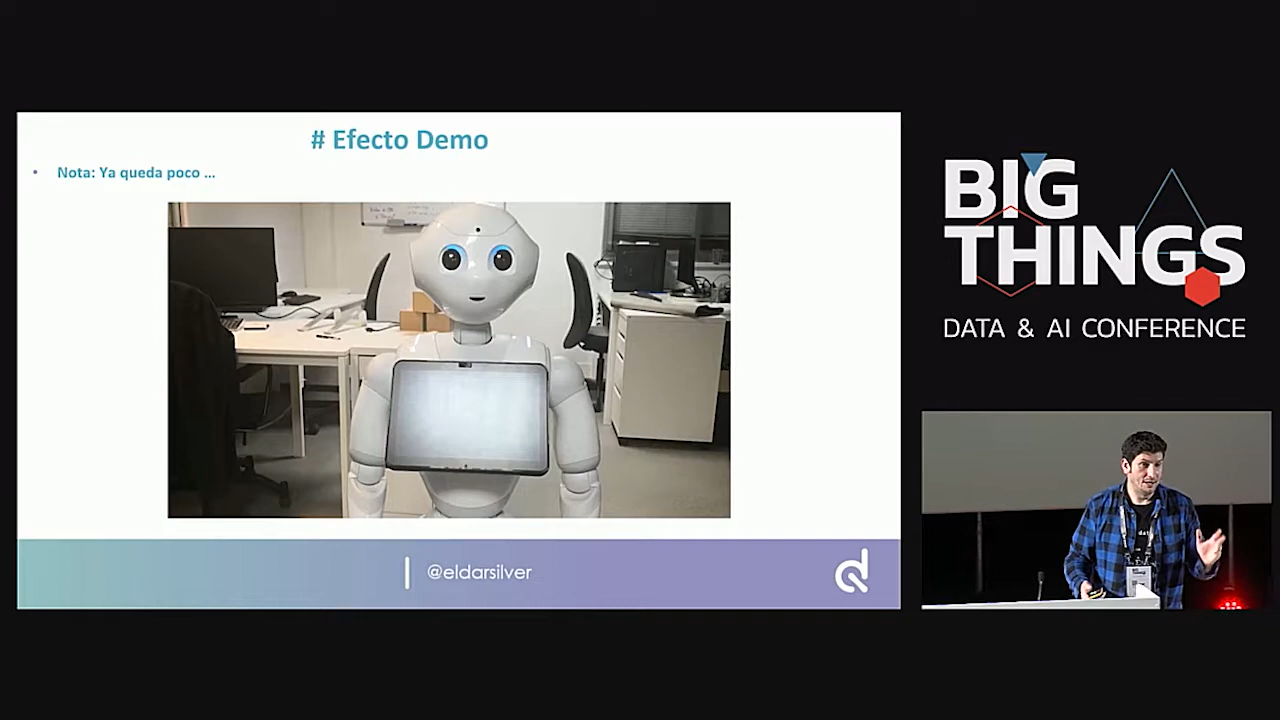 # Efecto Demo
• Nota: Ya queda poco ...
@eldarsilver
BIG
THINGS
DATA & AI CONFERENCE